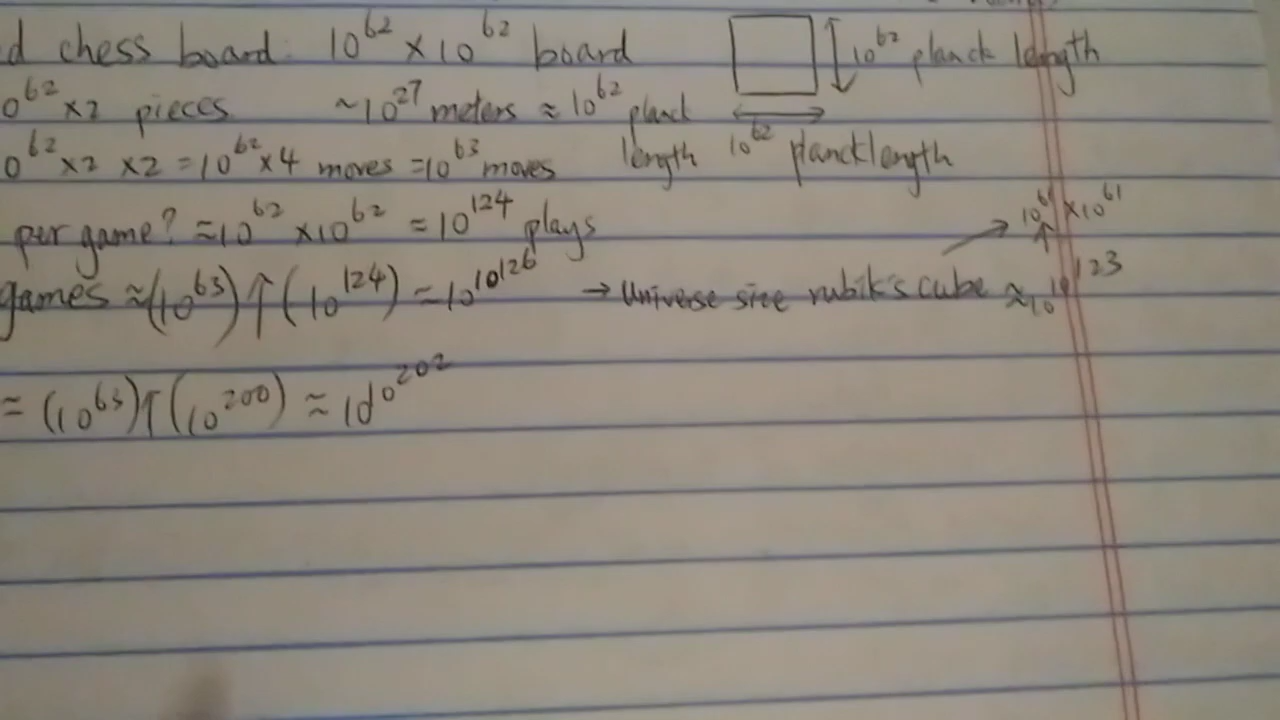 d chess board: 10^62 × 10^62 board
10^62 planck length
0^62 × 2 pieces ~10^27 meters ≈ 10^62 planck
length 10^62 planck length
0^62 × 2 × 2 = 10^62 × 4 moves = 10^63 moves
per game? ≈ 10^62 × 10^62 = 10^124 plays
10^61 × 10^61
games ≈ (10^63)↑(10^124) = 10^10^126 → Universe size rubik's cube ≈ 10^10^123
= (10^63)↑(10^200) ≈ 10^10^202